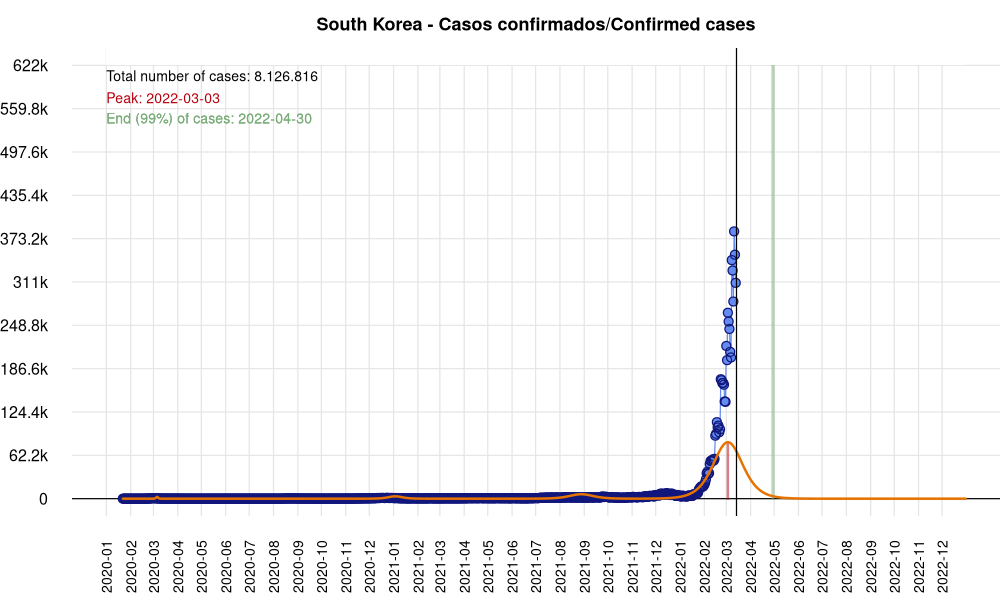 South Korea - Casos confirmados/Confirmed cases
Total number of cases: 8.126.816
Peak: 2022-03-03
End (99%) of cases: 2022-04-30
622k
559.8k
497.6k
435.4k
373.2k
311k
248.8k
186.6k
124.4k
62.2k
0
2020-01
2020-02
2020-03
2020-04
2020-05
2020-06
2020-07
2020-08
2020-09
2020-10
2020-11
2020-12
2021-01
2021-02
2021-03
2021-04
2021-05
2021-06
2021-07
2021-08
2021-09
2021-10
2021-11
2021-12
2022-01
2022-02
2022-03
2022-04
2022-05
2022-06
2022-07
2022-08
2022-09
2022-10
2022-11
2022-12